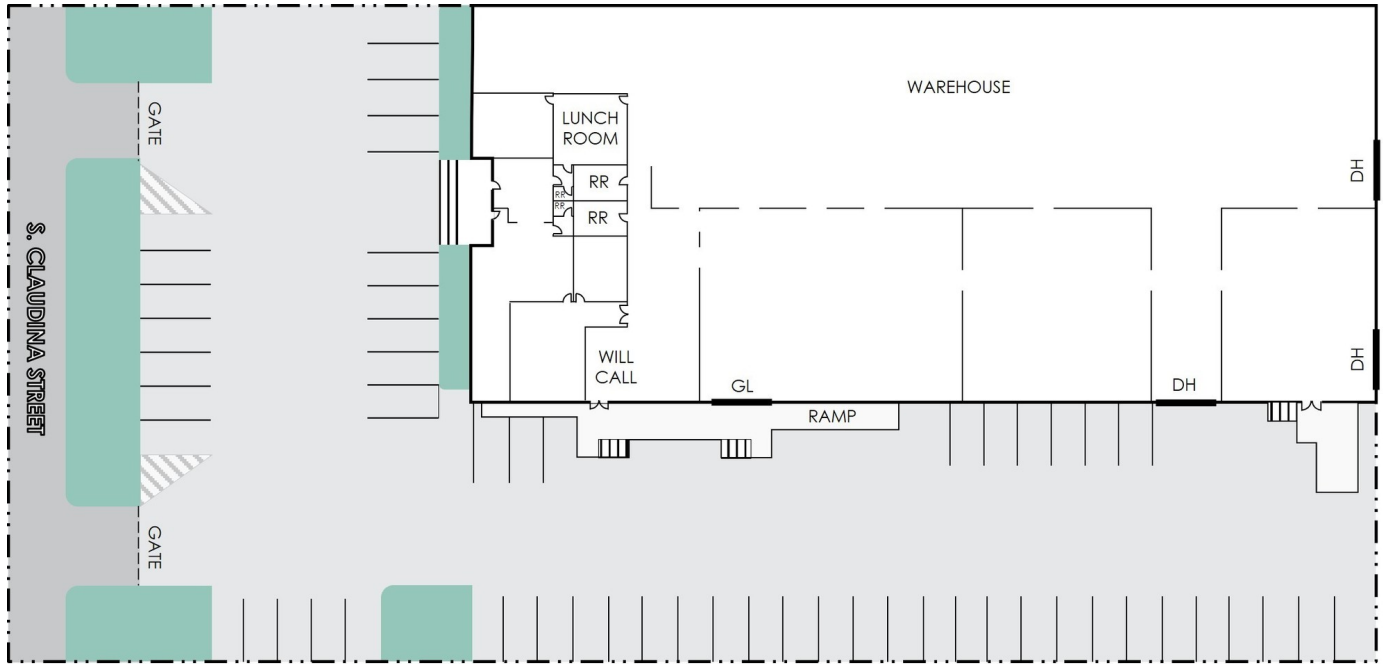 WAREHOUSE
GATE
LUNCH
ROOM
DH
RR
RR
RR
RR
S. CLAUDINA STREET
WILL
CALL
GL
DH
DH
RAMP
GATE